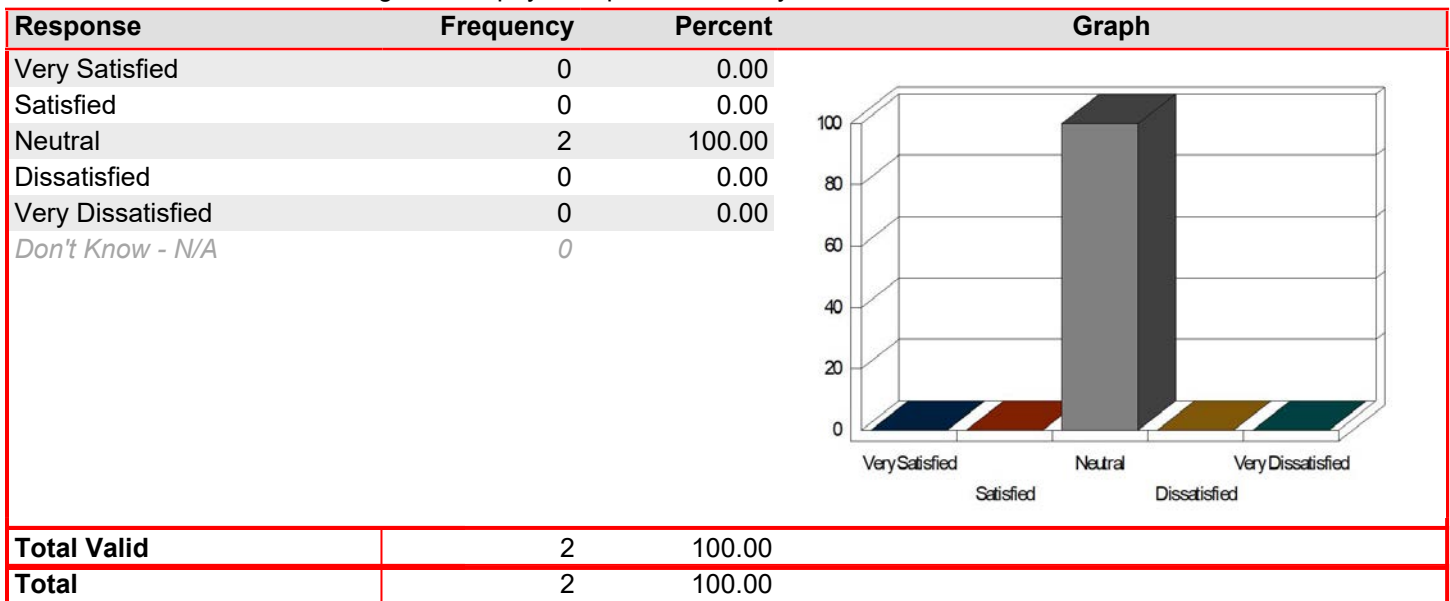 Response Frequency Percent Graph
Very Satisfied 0 0.00
Satisfied 0 0.00
Neutral 2 100.00
Dissatisfied 0 0.00
Very Dissatisfied 0 0.00
Don't Know - N/A 0
100
80
60
40
20
0
Very Satisfied Neutral Very Dissatisfied
Satisfied Dissatisfied
Total Valid 2 100.00
Total 2 100.00